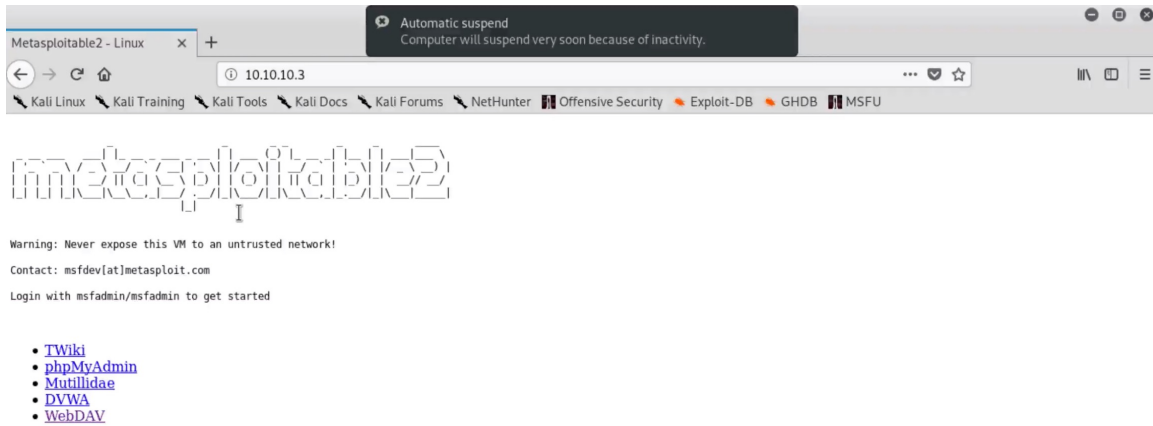 Automatic suspend
Computer will suspend very soon because of inactivity.
Metasploitable2 - Linux
10.10.10.3
Kali Linux Kali Training Kali Tools Kali Docs Kali Forums NetHunter Offensive Security Exploit-DB GHDB MSFU
metasploitable2
Warning: Never expose this VM to an untrusted network!
Contact: msfdev[at]metasploit.com
Login with msfadmin/msfadmin to get started
• TWiki
• phpMyAdmin
• Mutillidae
• DVWA
• WebDAV